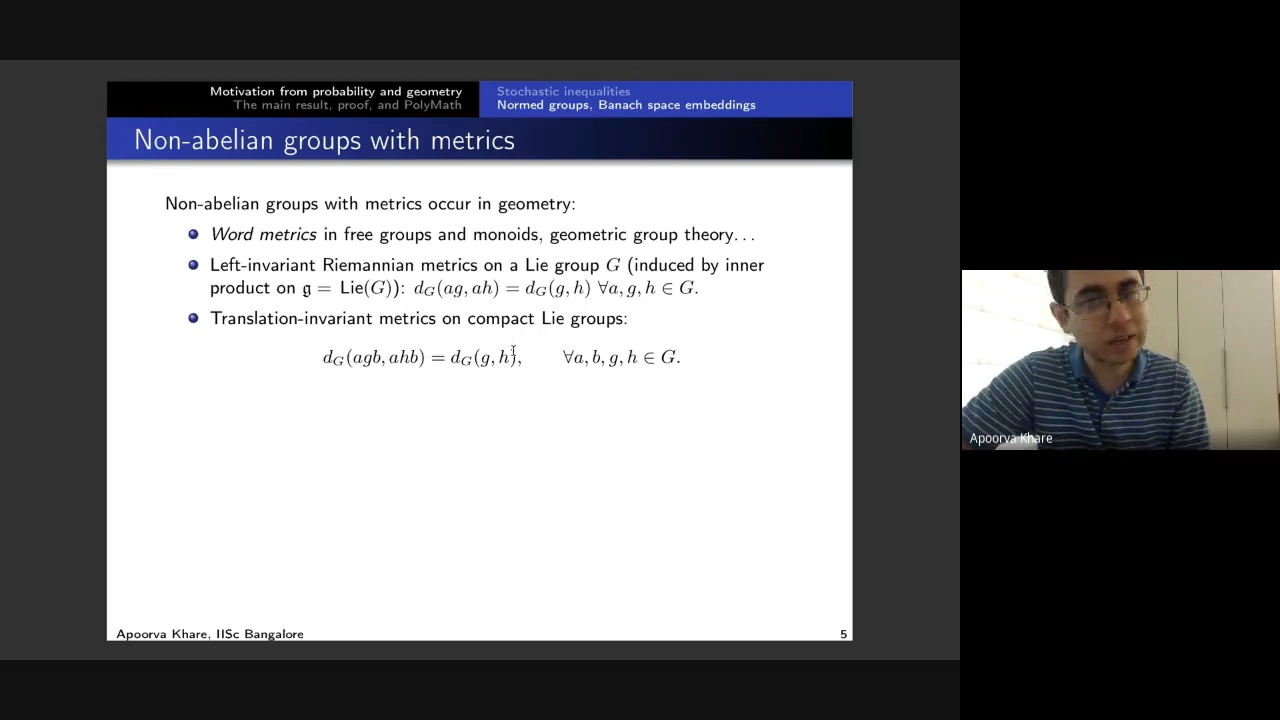 Motivation from probability and geometry
The main result, proof, and PolyMath
Stochastic inequalities
Normed groups, Banach space embeddings
Non-abelian groups with metrics
Non-abelian groups with metrics occur in geometry:
Word metrics in free groups and monoids, geometric group theory...
Left-invariant Riemannian metrics on a Lie group G (induced by inner
product on 𝔤 = Lie(G)): d_G(ag, ah) = d_G(g, h) ∀a, g, h ∈ G.
Translation-invariant metrics on compact Lie groups:
d_G(agb, ahb) = d_G(g, h), ∀a, b, g, h ∈ G.
Apoorva Khare
Apoorva Khare, IISc Bangalore
5